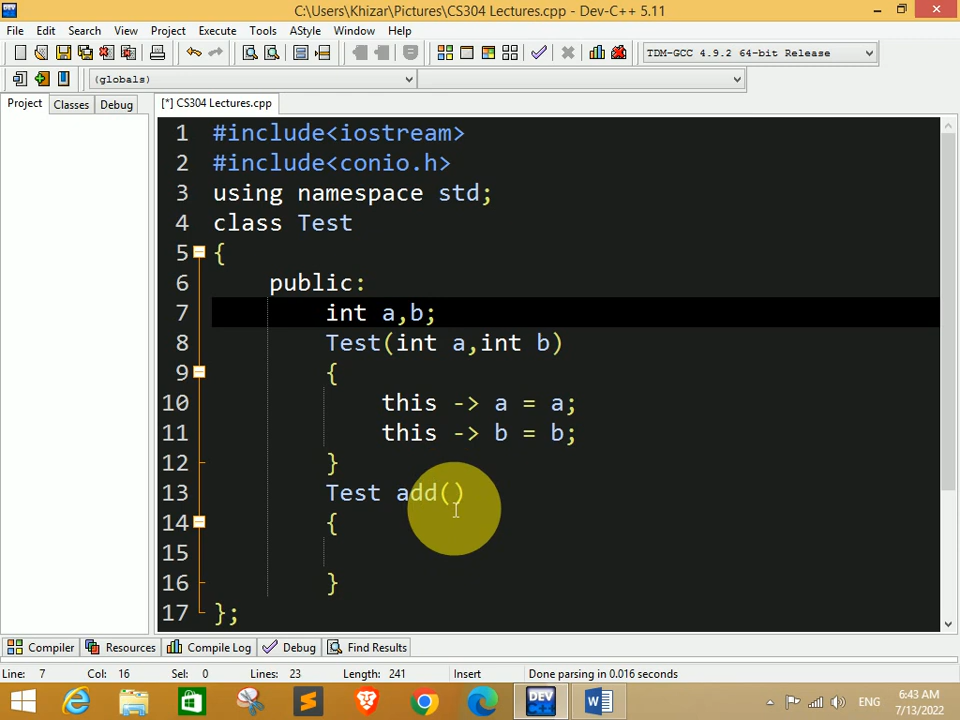 C:\Users\Khizar\Pictures\CS304 Lectures.cpp - Dev-C++ 5.11
File Edit Search View Project Execute Tools AStyle Window Help
TDM-GCC 4.9.2 64-bit Release
(globals)
Project Classes Debug [*] CS304 Lectures.cpp
1 #include<iostream>
2 #include<conio.h>
3 using namespace std;
4 class Test
5 {
6 public:
7 int a,b;
8 Test(int a,int b)
9 {
10 this -> a = a;
11 this -> b = b;
12 }
13 Test add()
14 {
15
16 }
17 };
Compiler Resources Compile Log Debug Find Results
Line: 7 Col: 16 Sel: 0 Lines: 23 Length: 241 Insert Done parsing in 0.016 seconds
DEV
C++
W
ENG
6:43 AM
7/13/2022